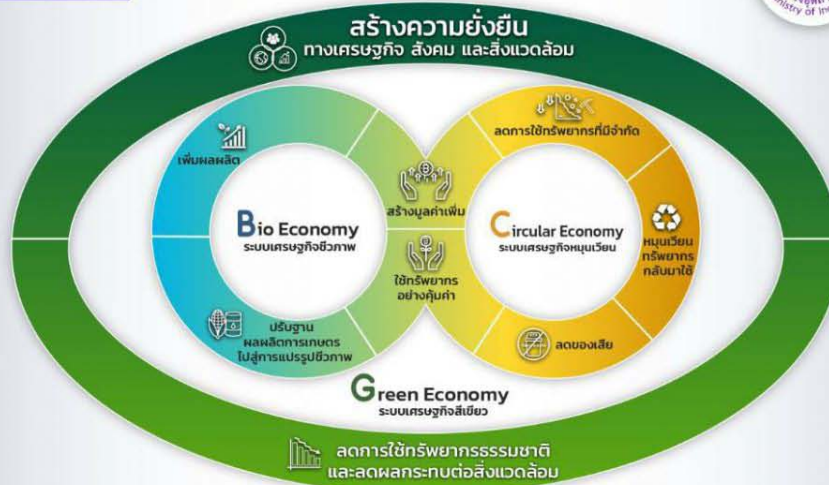 สร้างความยั่งยืน
ทางเศรษฐกิจ สังคม และสิ่งแวดล้อม
เพิ่มผลผลิต
ลดการใช้ทรัพยากรที่มีจำกัด
สร้างมูลค่าเพิ่ม
Bio Economy
ระบบเศรษฐกิจชีวภาพ
Circular Economy
ระบบเศรษฐกิจหมุนเวียน
หมุนเวียน
ทรัพยากร
กลับมาใช้
ใช้ทรัพยากร
อย่างคุ้มค่า
ปรับฐาน
ผลผลิตการเกษตร
ไปสู่การแปรรูปชีวภาพ
ลดของเสีย
Green Economy
ระบบเศรษฐกิจสีเขียว
ลดการใช้ทรัพยากรธรรมชาติ
และลดผลกระทบต่อสิ่งแวดล้อม